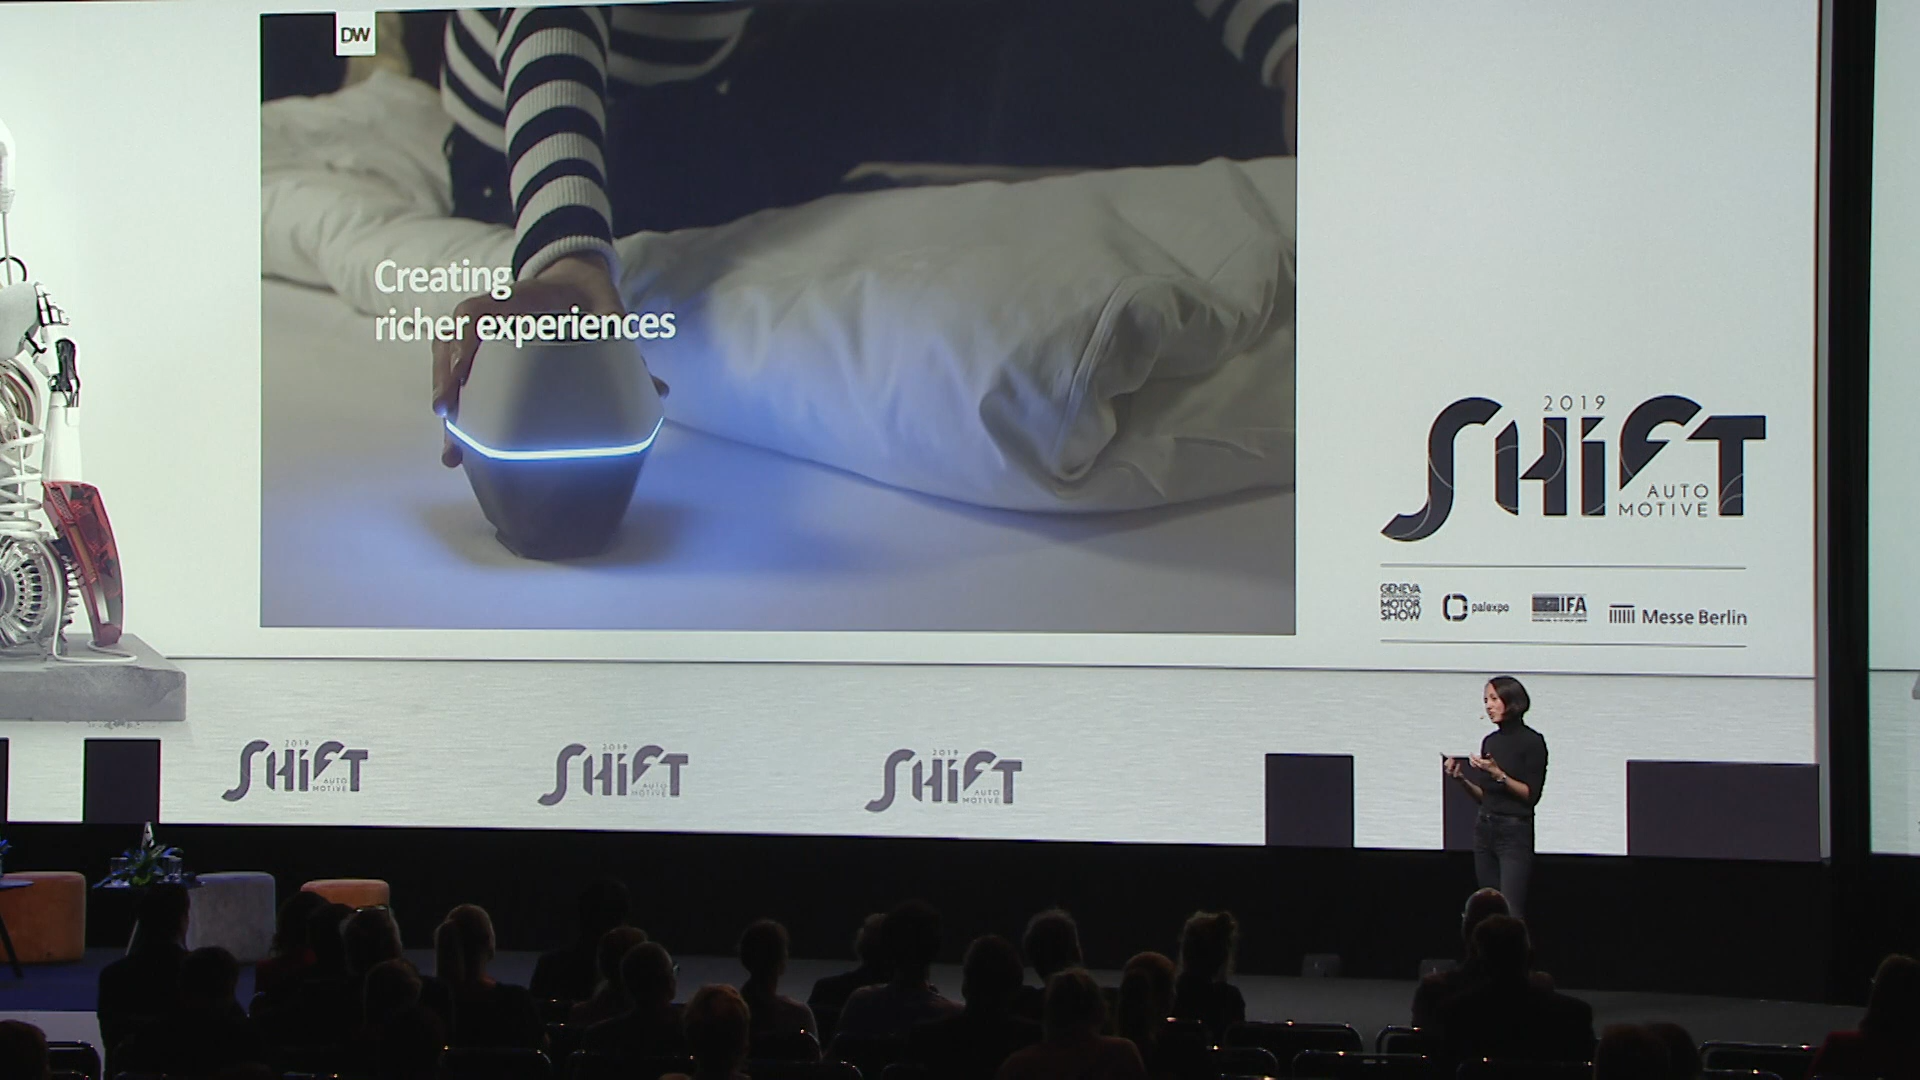 DW
Creating
richer experiences
2019
SHiFT
AUTO
MOTIVE
GENEVA
INTERNATIONAL
MOTOR
SHOW
palexpo
IFA
Messe Berlin
2019
SHiFT
AUTO
MOTIVE
2019
SHiFT
AUTO
MOTIVE
2019
SHiFT
AUTO
MOTIVE